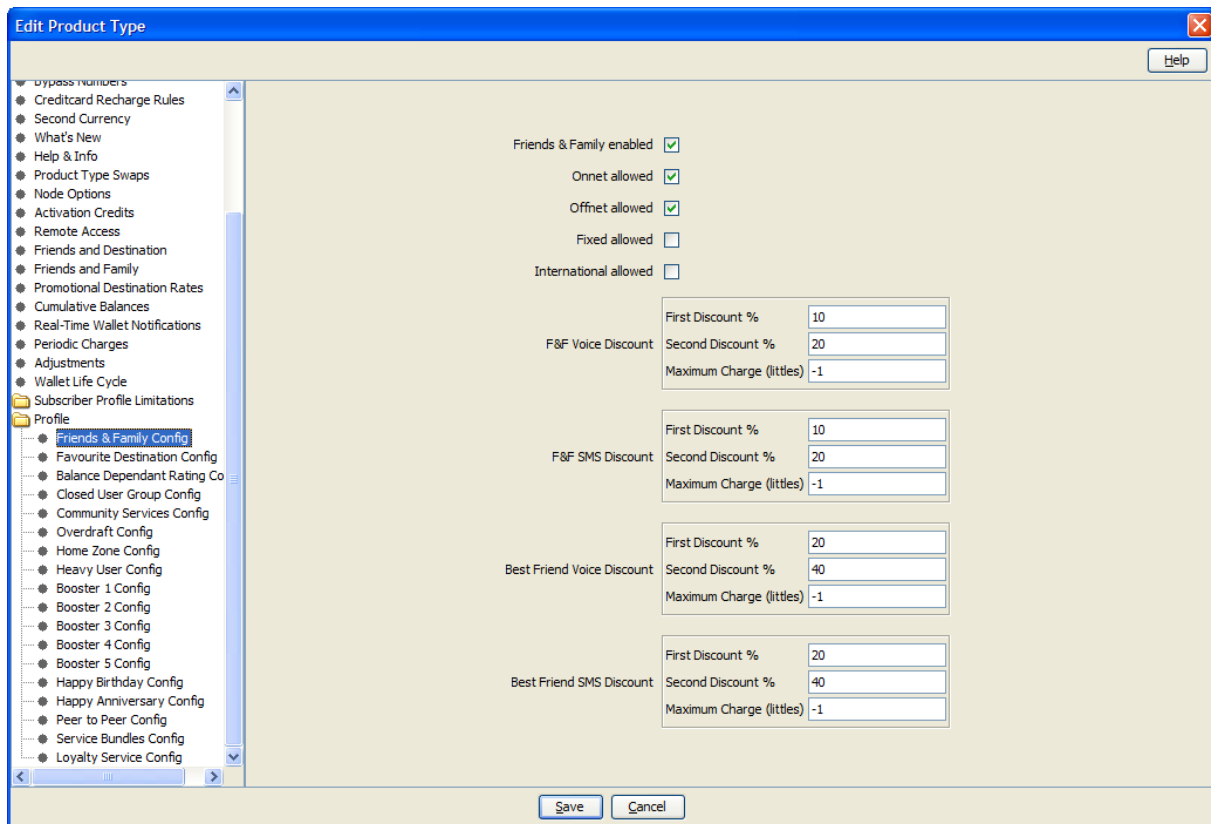 Edit Product Type
Help
Bypass Numbers
Creditcard Recharge Rules
Second Currency
What's New
Help & Info
Product Type Swaps
Node Options
Activation Credits
Remote Access
Friends and Destination
Friends and Family
Promotional Destination Rates
Cumulative Balances
Real-Time Wallet Notifications
Periodic Charges
Adjustments
Wallet Life Cycle
Subscriber Profile Limitations
Profile
Friends & Family Config
Favourite Destination Config
Balance Dependant Rating Co
Closed User Group Config
Community Services Config
Overdraft Config
Home Zone Config
Heavy User Config
Booster 1 Config
Booster 2 Config
Booster 3 Config
Booster 4 Config
Booster 5 Config
Happy Birthday Config
Happy Anniversary Config
Peer to Peer Config
Service Bundles Config
Loyalty Service Config
Friends & Family enabled
Onnet allowed
Offnet allowed
Fixed allowed
International allowed
F&F Voice Discount
First Discount % 10
Second Discount % 20
Maximum Charge (littles) -1
F&F SMS Discount
First Discount % 10
Second Discount % 20
Maximum Charge (littles) -1
Best Friend Voice Discount
First Discount % 20
Second Discount % 40
Maximum Charge (littles) -1
Best Friend SMS Discount
First Discount % 20
Second Discount % 40
Maximum Charge (littles) -1
Save Cancel